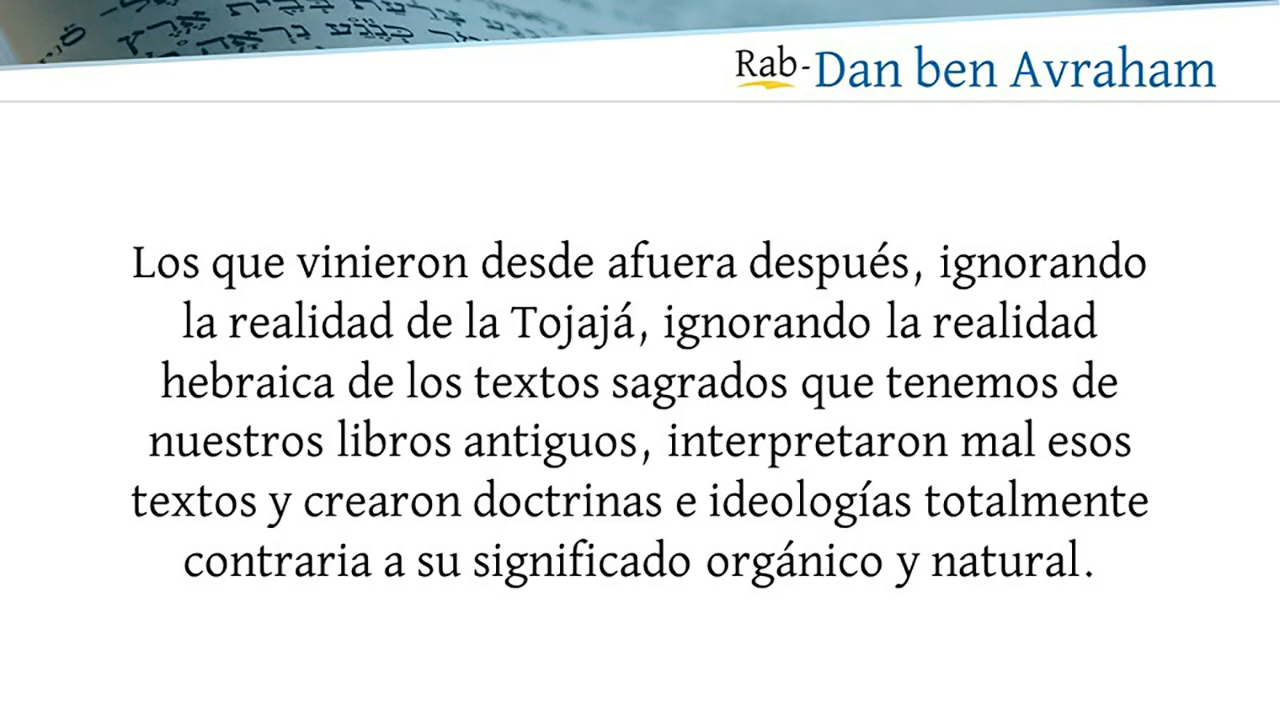 Rab-Dan ben Avraham
Los que vinieron desde afuera después, ignorando
la realidad de la Tojajá, ignorando la realidad
hebraica de los textos sagrados que tenemos de
nuestros libros antiguos, interpretaron mal esos
textos y crearon doctrinas e ideologías totalmente
contraria a su significado orgánico y natural.